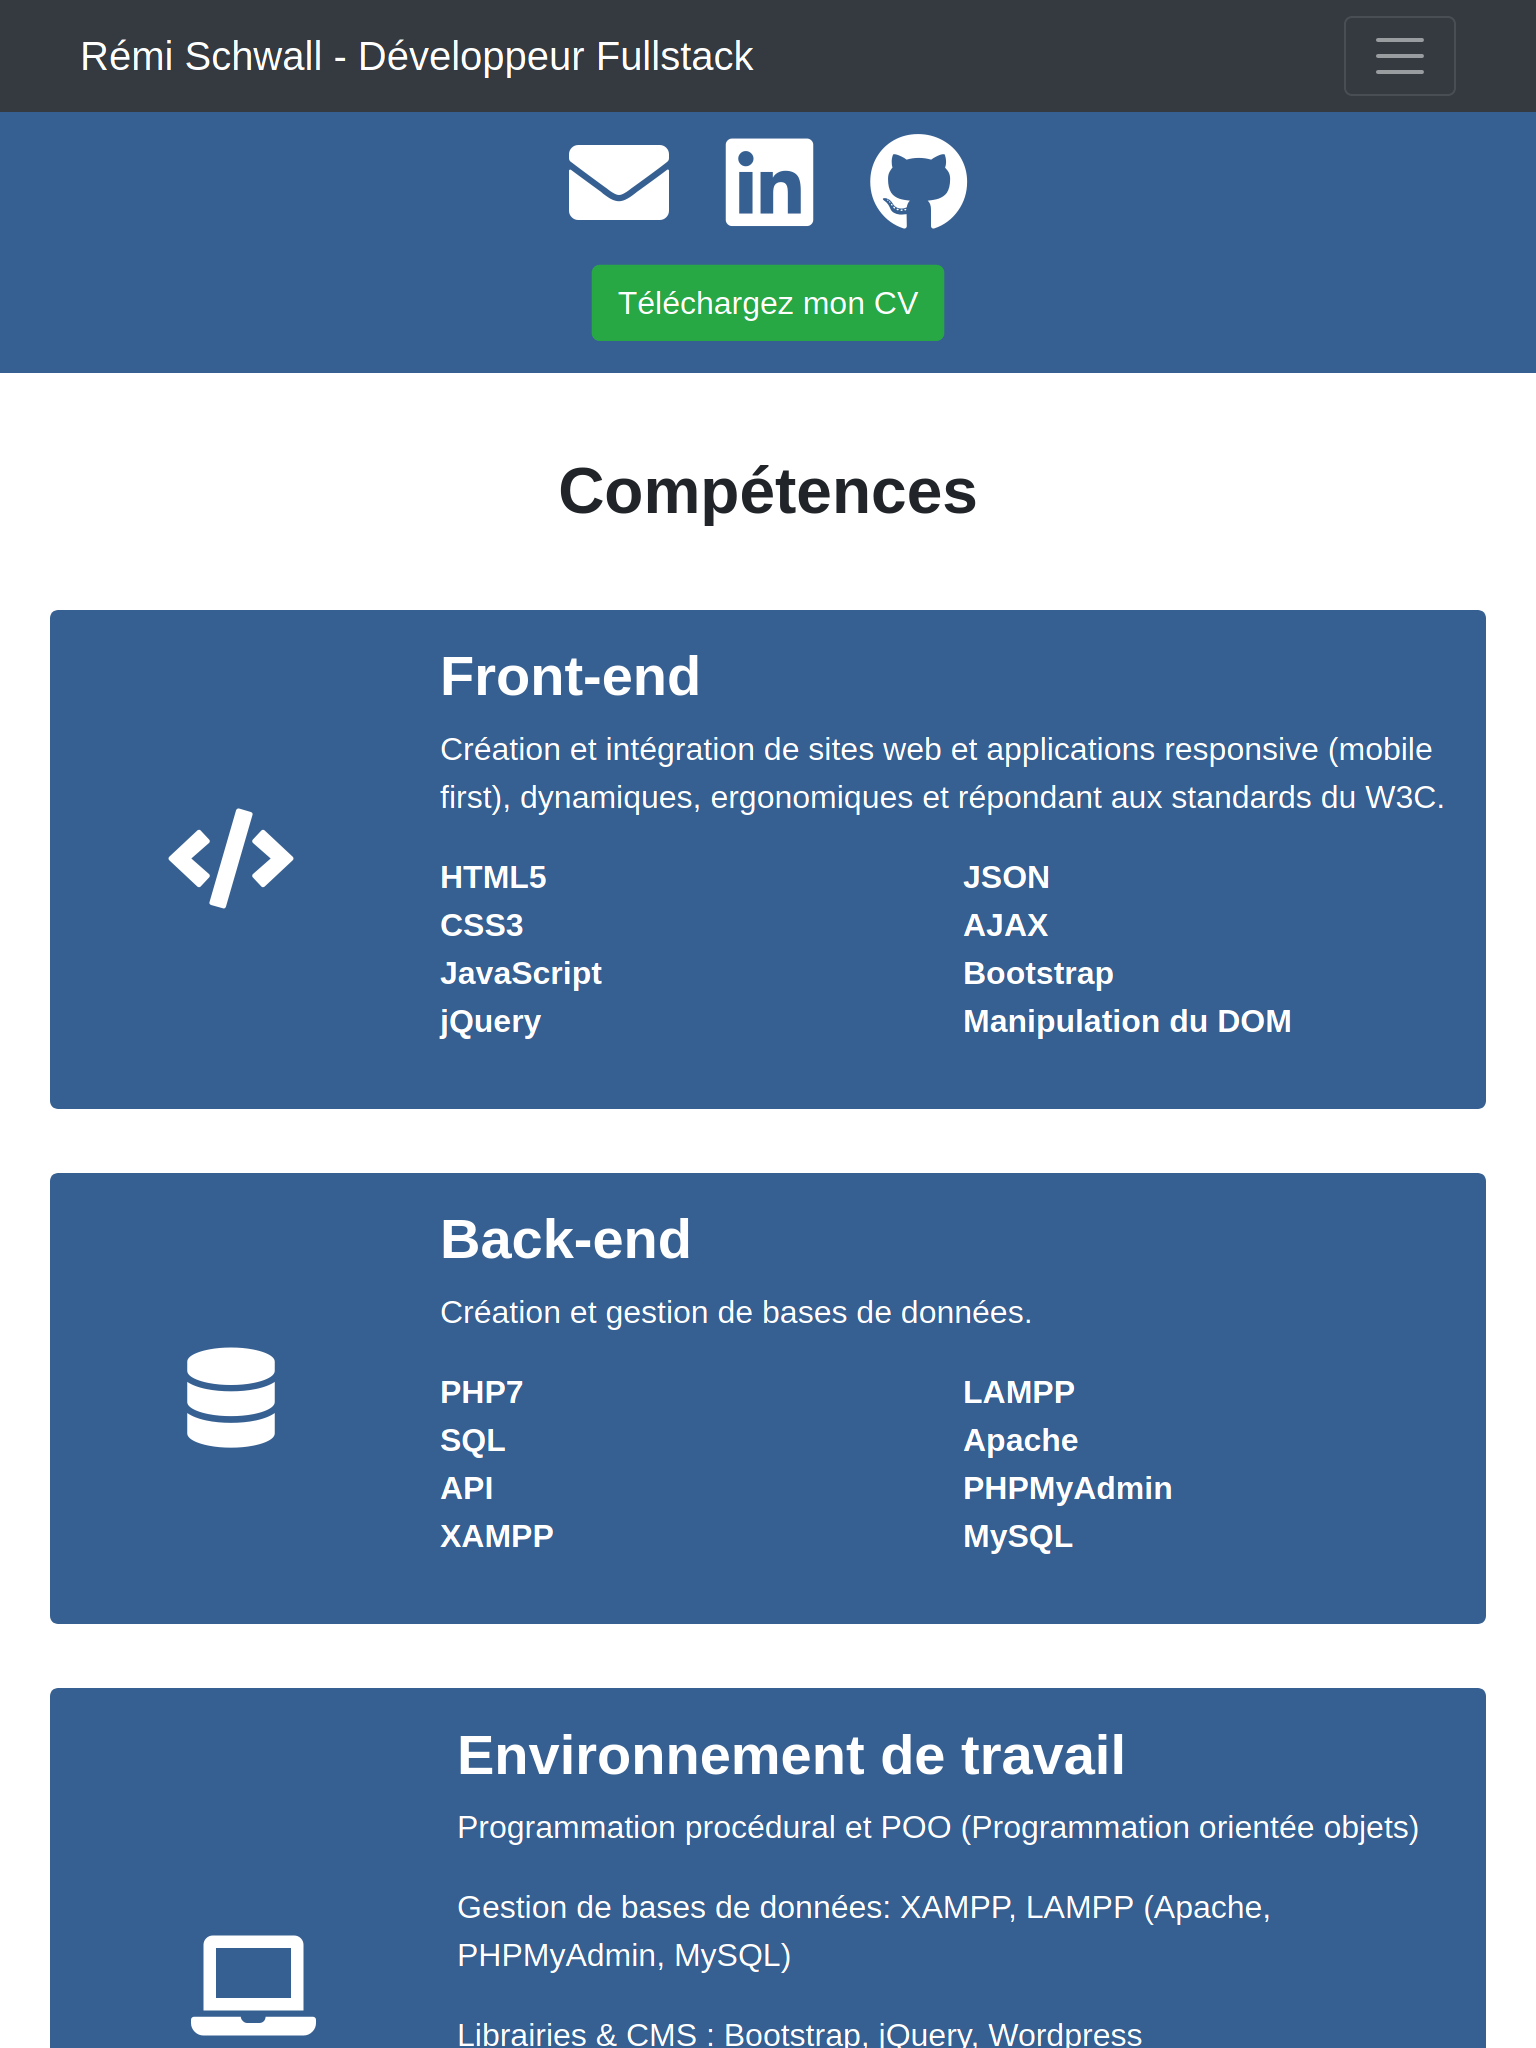 Rémi Schwall - Développeur Fullstack
in
Téléchargez mon CV
Compétences
Front-end
Création et intégration de sites web et applications responsive (mobile
first), dynamiques, ergonomiques et répondant aux standards du W3C.
HTML5
CSS3
JavaScript
jQuery
JSON
AJAX
Bootstrap
Manipulation du DOM
Back-end
Création et gestion de bases de données.
PHP7
SQL
API
XAMPP
LAMPP
Apache
PHPMyAdmin
MySQL
Environnement de travail
Programmation procédural et POO (Programmation orientée objets)
Gestion de bases de données: XAMPP, LAMPP (Apache,
PHPMyAdmin, MySQL)
Librairies & CMS : Bootstrap, jQuery, Wordpress